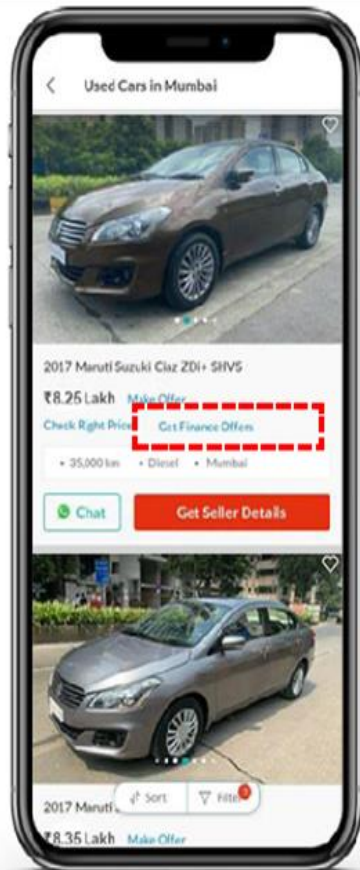 Used Cars in Mumbai
2017 Maruti Suzuki Ciaz ZDi+ SHVS
₹8.25 Lakh Make Offer
Check Right Price Get Finance Offers
• 35,000 km • Diesel • Mumbai
Chat Get Seller Details
2017 Maruti
Sort Filter
₹8.35 Lakh Make Offer